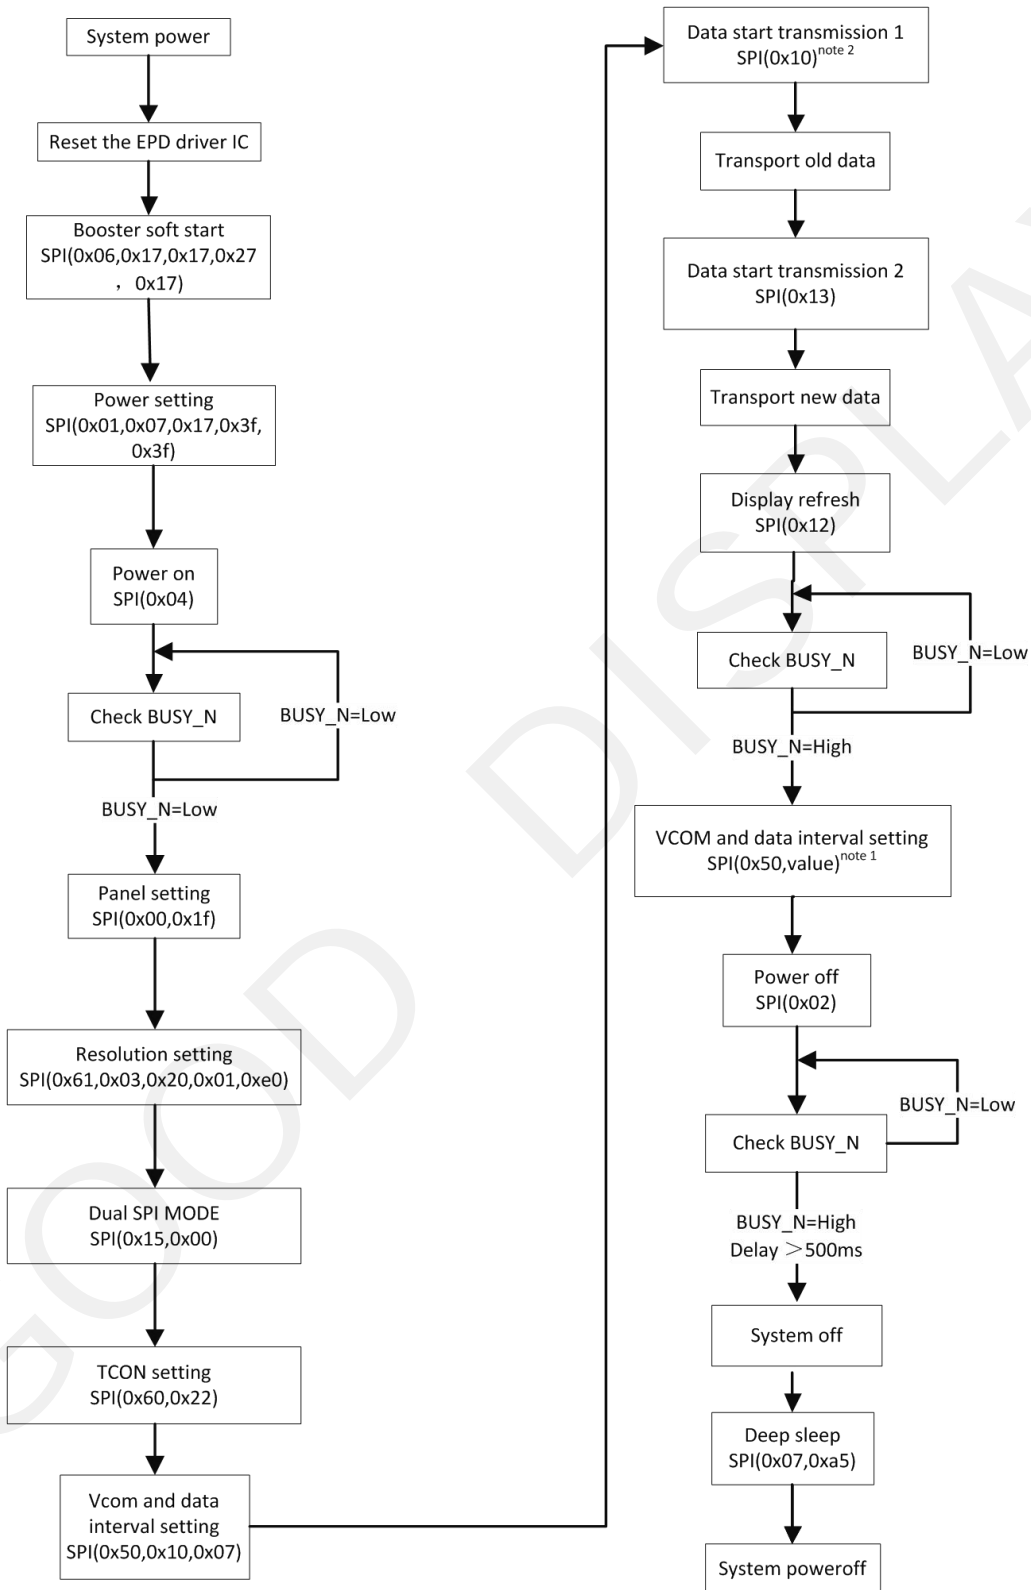 System power
Reset the EPD driver IC
Booster soft start
SPI(0x06,0x17,0x17,0x27
， 0x17)
Power setting
SPI(0x01,0x07,0x17,0x3f,
0x3f)
Power on
SPI(0x04)
Check BUSY_N
BUSY_N=Low
BUSY_N=Low
Panel setting
SPI(0x00,0x1f)
Resolution setting
SPI(0x61,0x03,0x20,0x01,0xe0)
Dual SPI MODE
SPI(0x15,0x00)
TCON setting
SPI(0x60,0x22)
Vcom and data
interval setting
SPI(0x50,0x10,0x07)
Data start transmission 1
SPI(0x10)note 2
Transport old data
Data start transmission 2
SPI(0x13)
Transport new data
Display refresh
SPI(0x12)
Check BUSY_N
BUSY_N=Low
BUSY_N=High
VCOM and data interval setting
SPI(0x50,value)note 1
Power off
SPI(0x02)
Check BUSY_N
BUSY_N=Low
BUSY_N=High
Delay ＞500ms
System off
Deep sleep
SPI(0x07,0xa5)
System poweroff
GOOD DISPLA